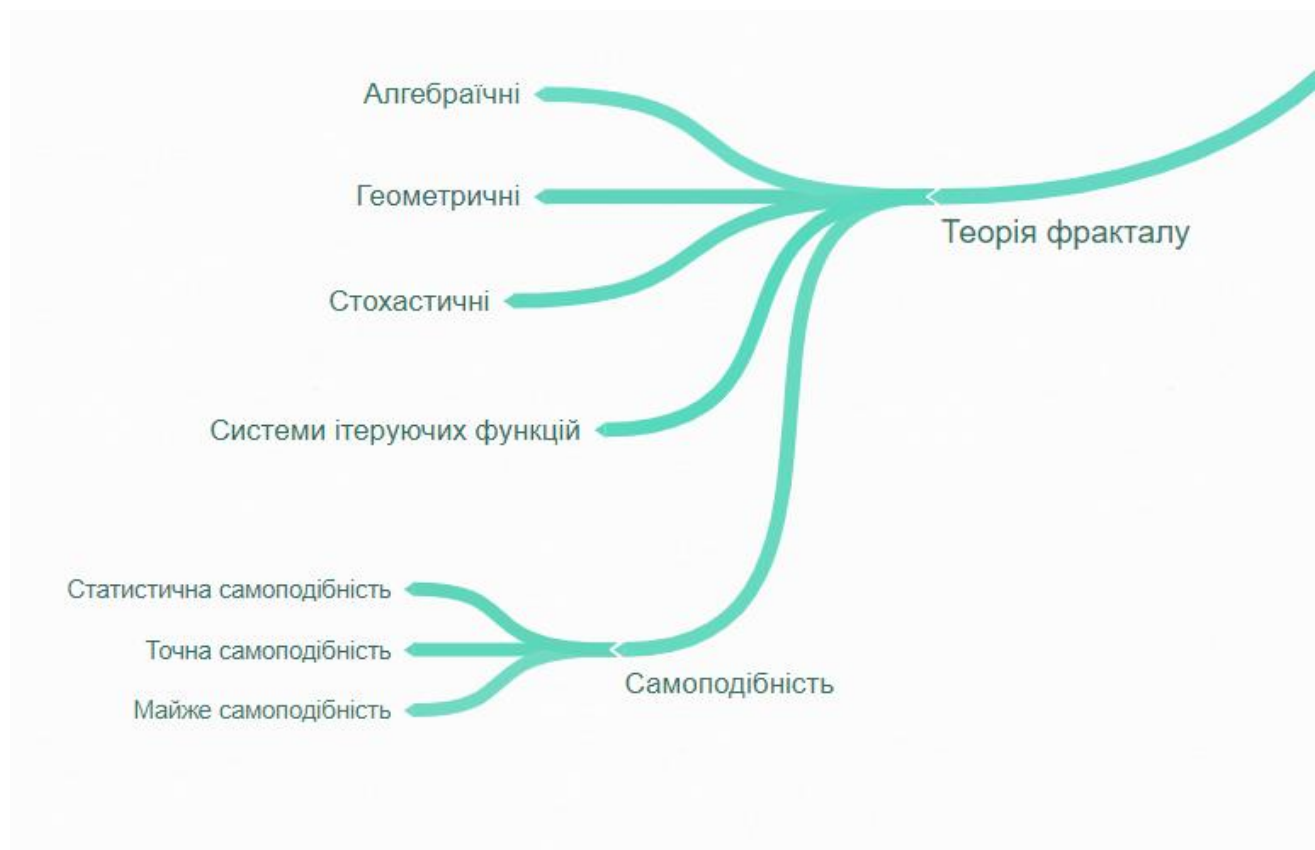 Алгебраїчні
Геометричні
Теорія фракталу
Стохастичні
Системи ітеруючих функцій
Статистична самоподібність
Точна самоподібність
Самоподібність
Майже самоподібність